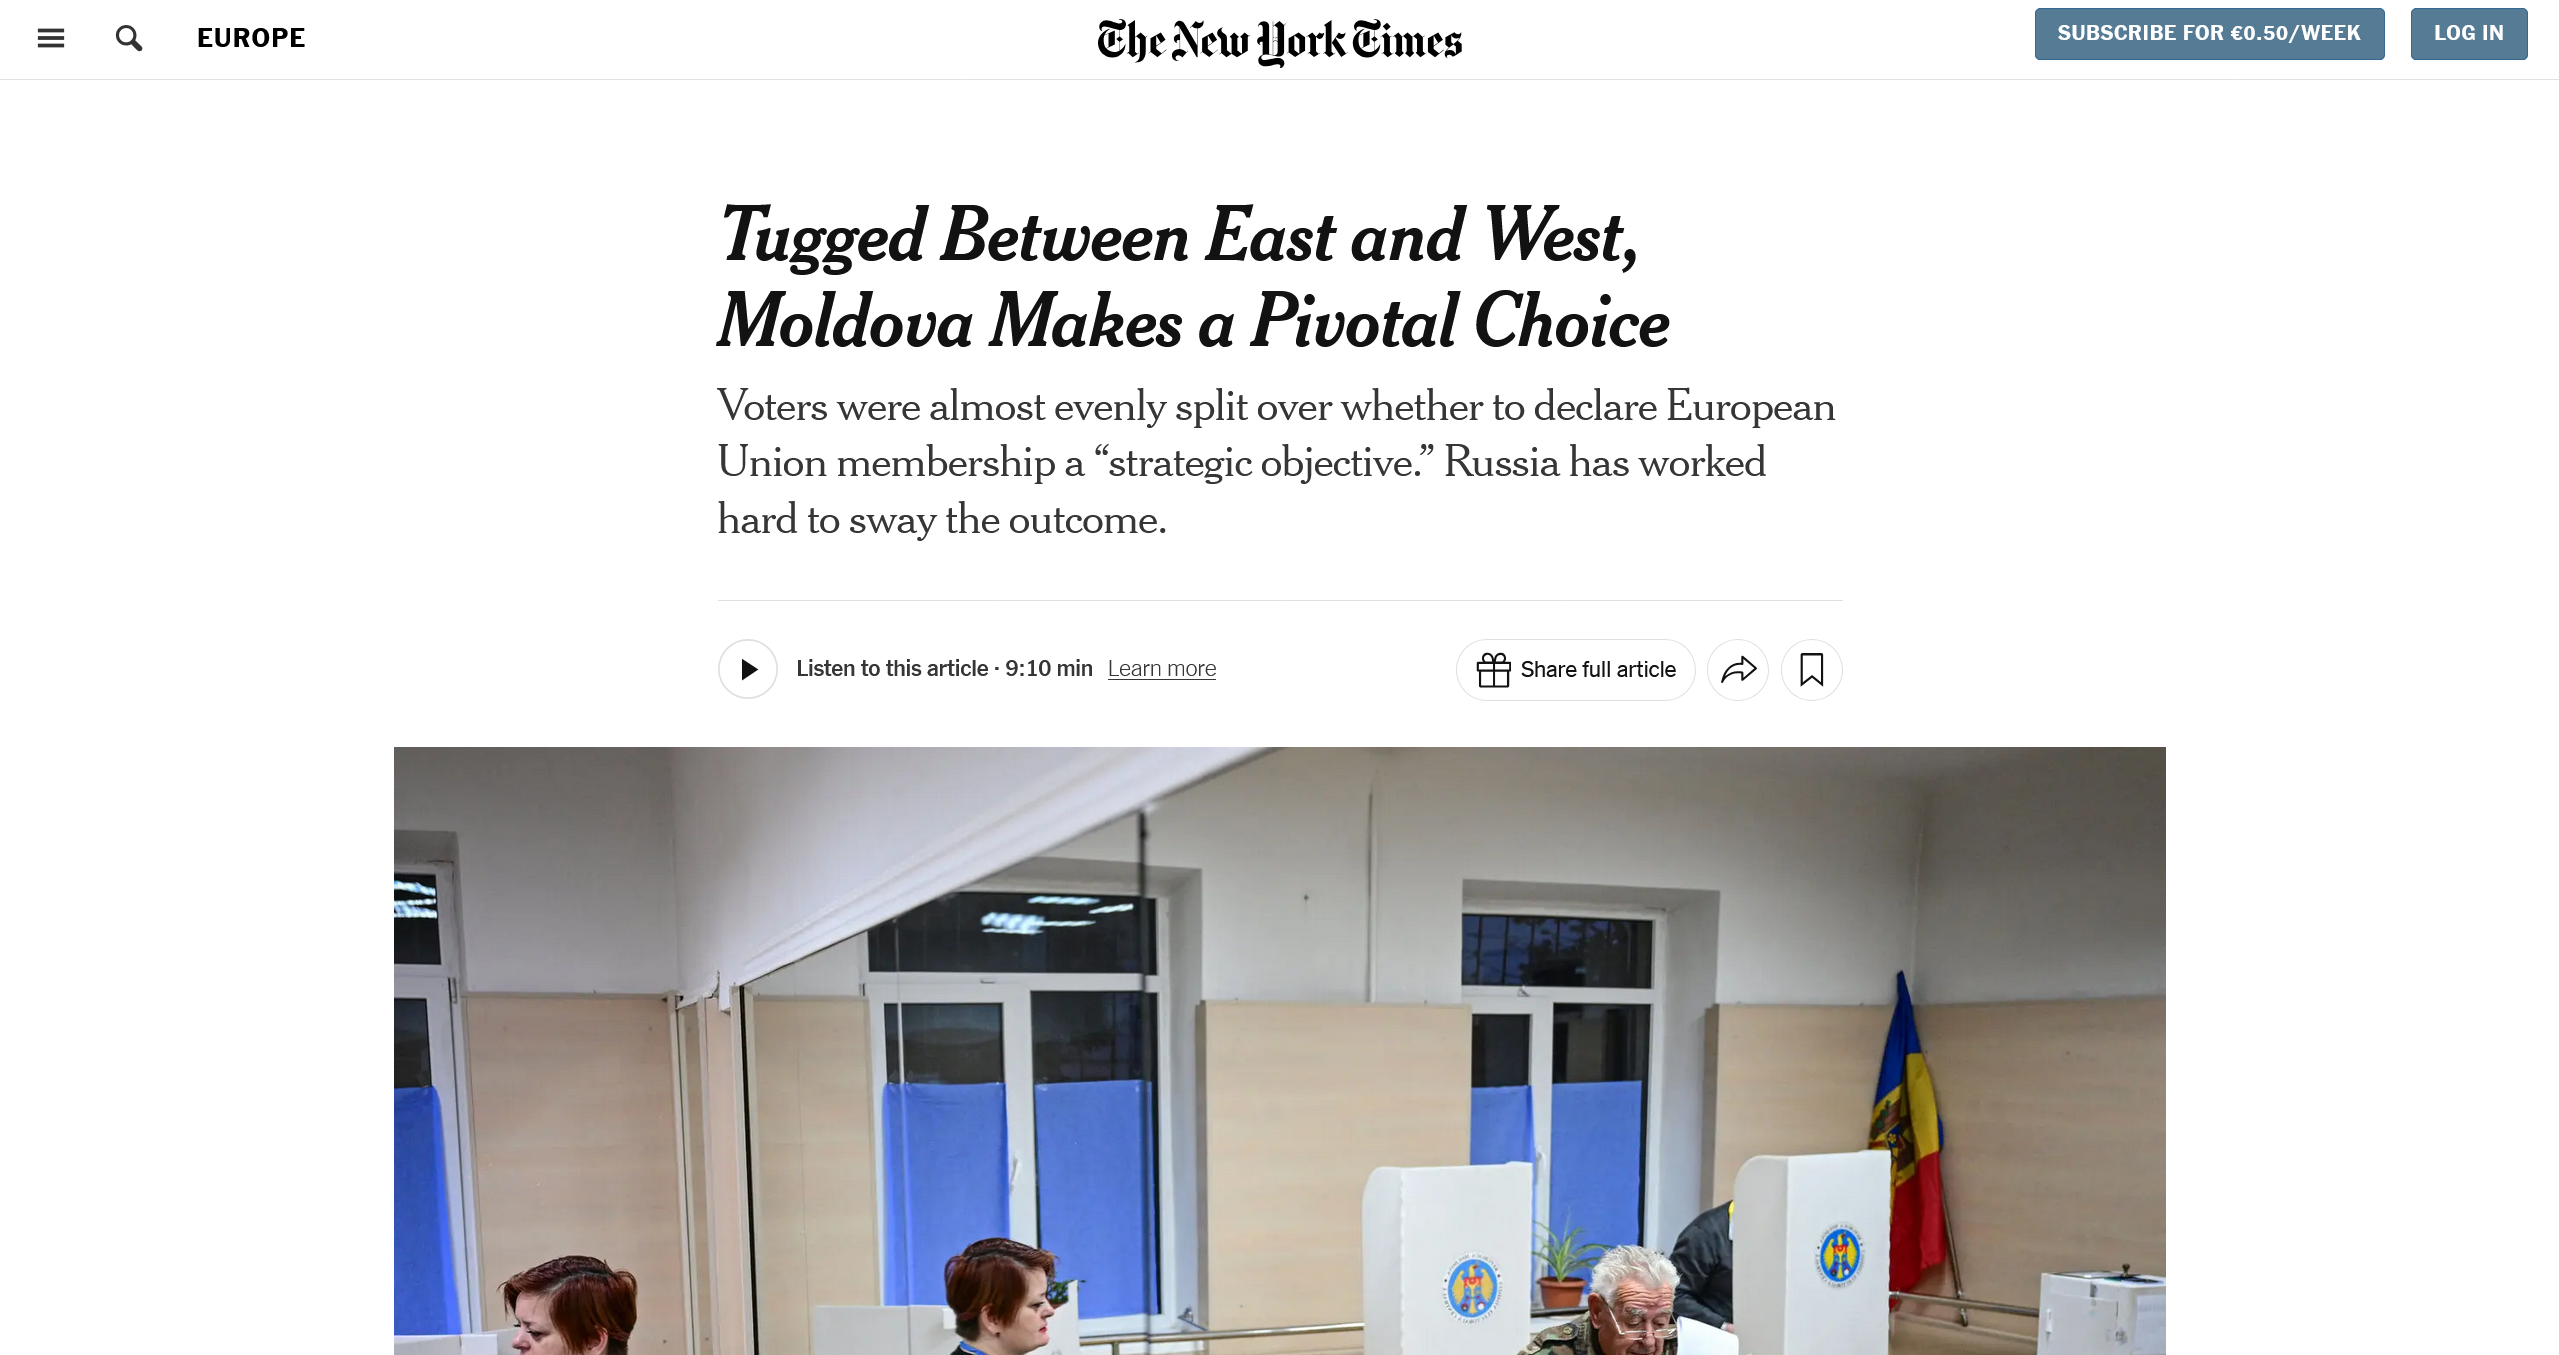 EUROPE
The New York Times
SUBSCRIBE FOR €0.50/WEEK
LOG IN
Tugged Between East and West,
Moldova Makes a Pivotal Choice
Voters were almost evenly split over whether to declare European
Union membership a “strategic objective.” Russia has worked
hard to sway the outcome.
Listen to this article · 9:10 min Learn more
Share full article